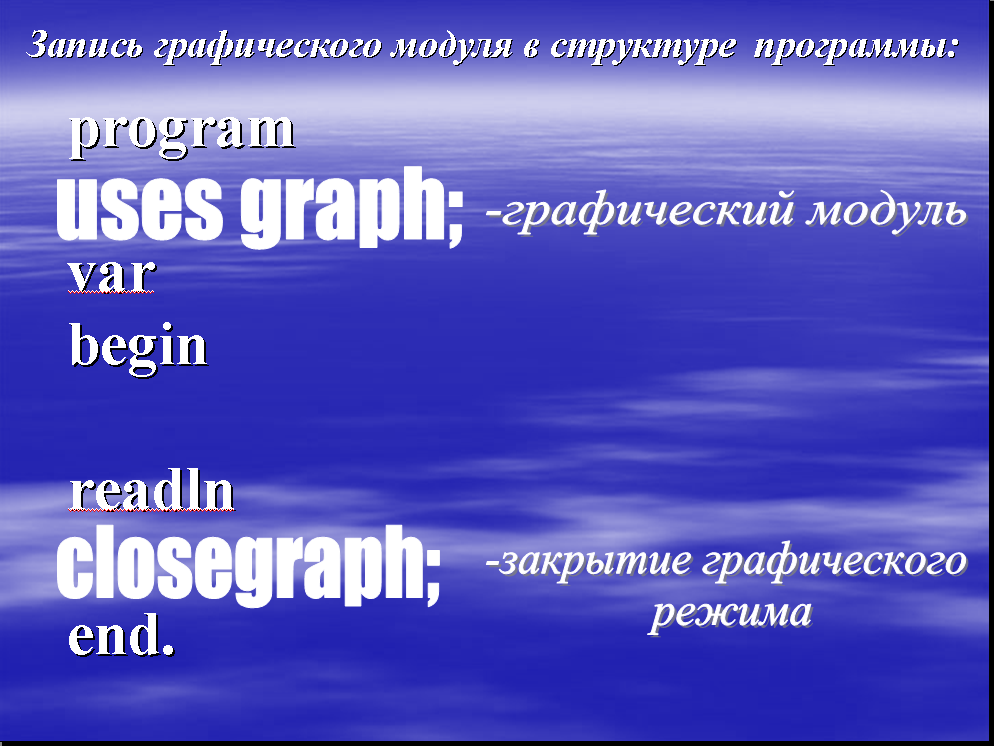 Запись графического модуля в структуре программы:
program
uses graph; -графический модуль
var
begin
readln
closegraph; -закрытие графического
режима
end.